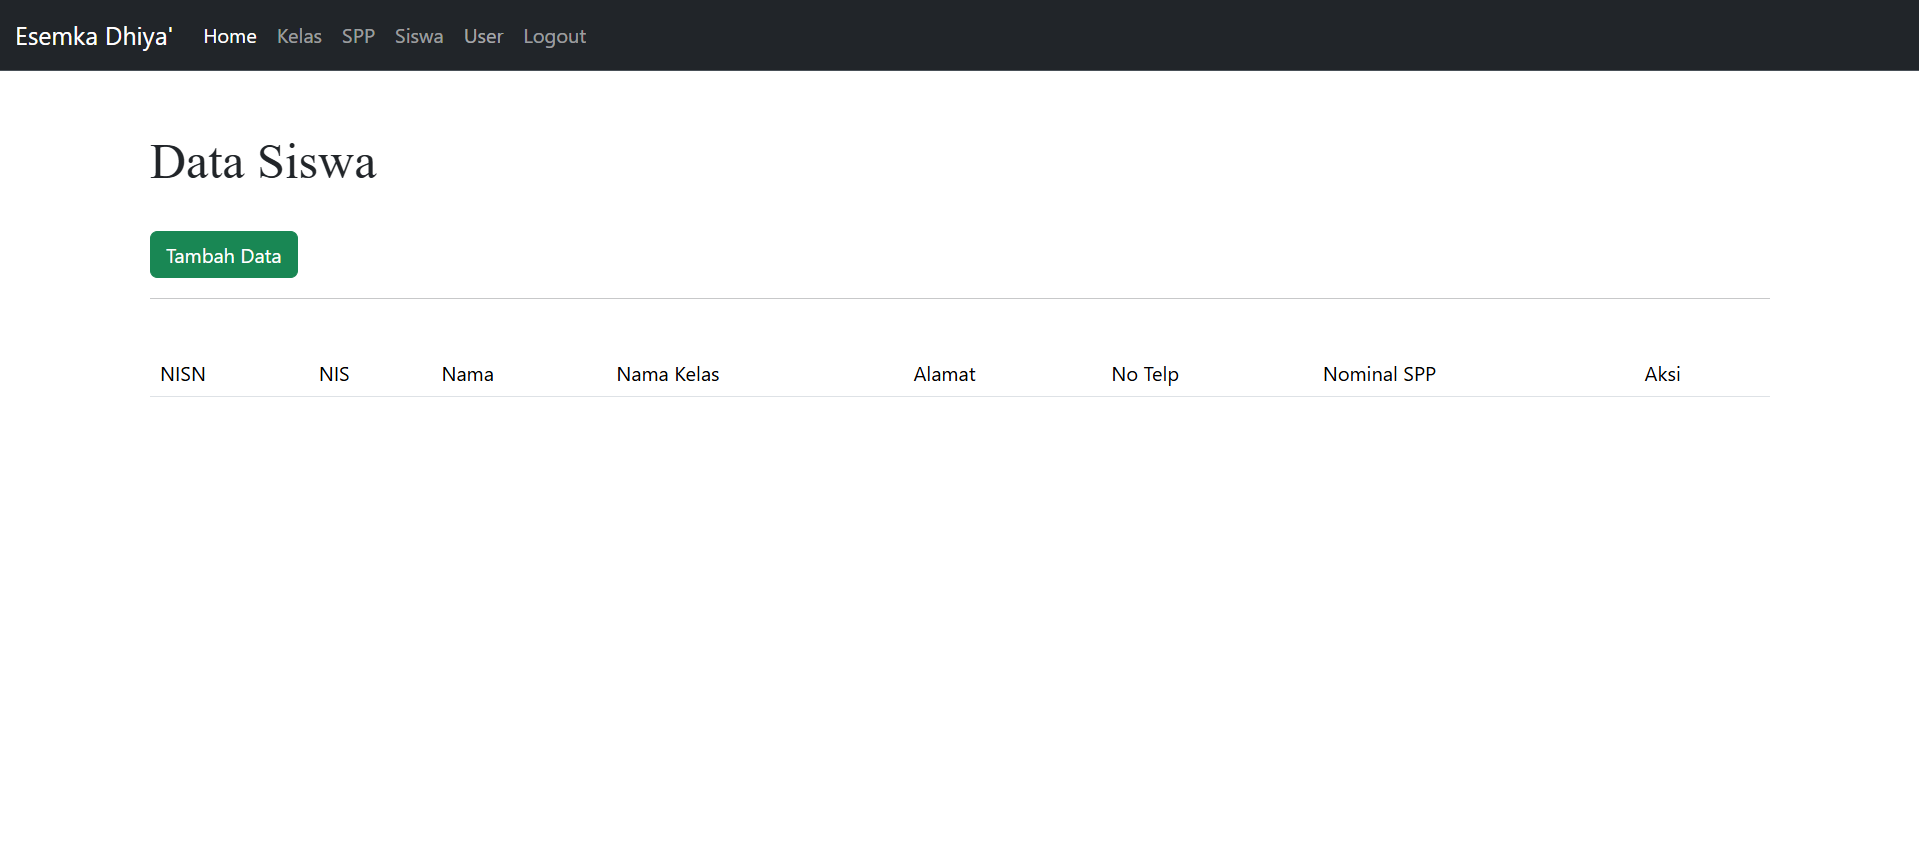 Esemka Dhiya' Home Kelas SPP Siswa User Logout
Data Siswa
Tambah Data
NISN NIS Nama Nama Kelas Alamat No Telp Nominal SPP Aksi